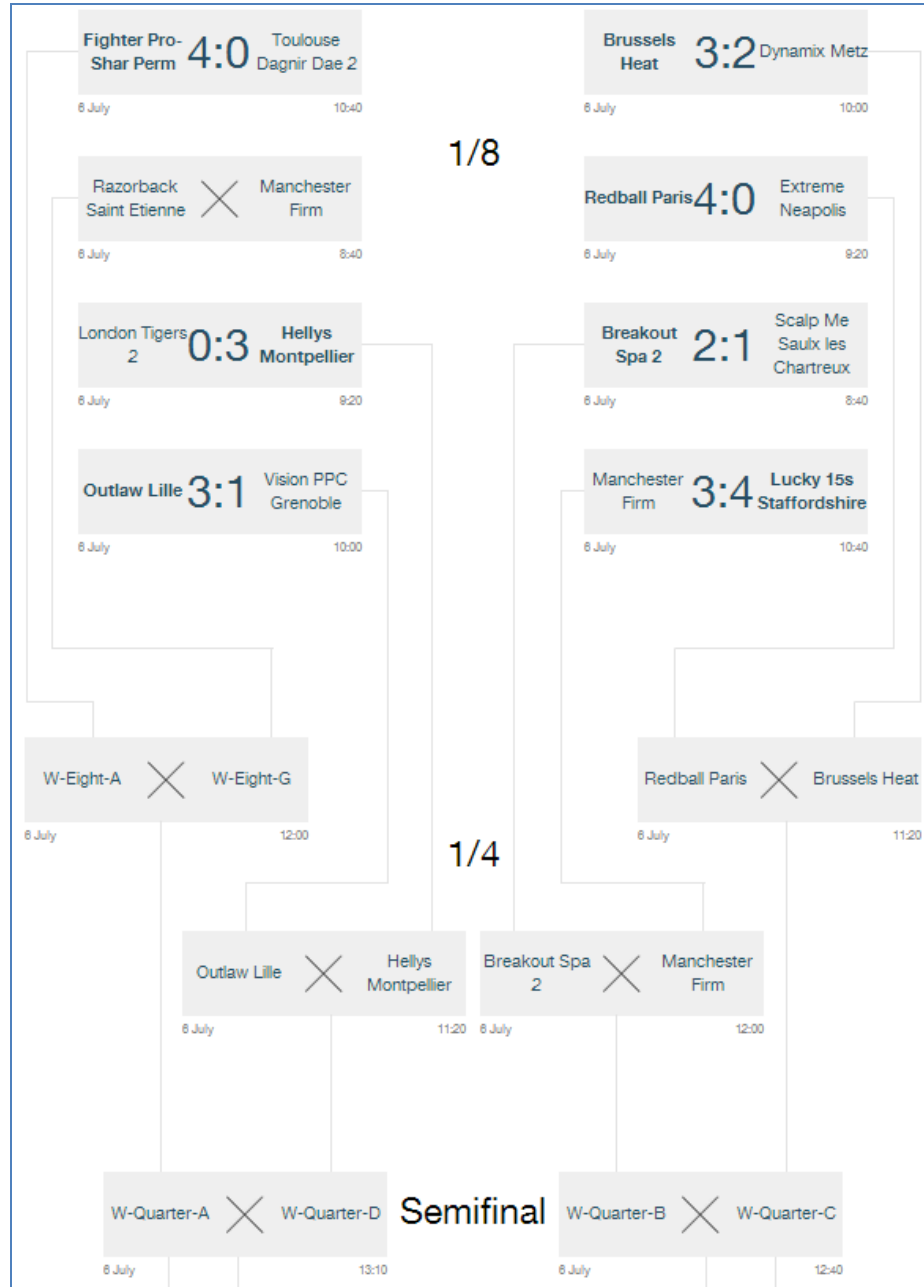 Fighter Pro-
Shar Perm 4:0 Toulouse
Dagnir Dae 2
6 July 10:40
Brussels
Heat 3:2 Dynamix Metz
6 July 10:00
1/8
Razorback
Saint Etienne
Manchester
Firm
6 July 8:40
Redball Paris 4:0 Extreme
Neapolis
6 July 9:20
London Tigers
2 0:3 Hellys
Montpellier
6 July 9:20
Breakout
Spa 2 2:1 Scalp Me
Saulx les
Chartreux
6 July 8:40
Outlaw Lille 3:1 Vision PPC
Grenoble
6 July 10:00
Manchester
Firm 3:4 Lucky 15s
Staffordshire
6 July 10:40
W-Eight-A W-Eight-G
6 July 12:00
Redball Paris Brussels Heat
6 July 11:20
1/4
Outlaw Lille Hellys
Montpellier
6 July 11:20
Breakout Spa
2
Manchester
Firm
6 July 12:00
W-Quarter-A W-Quarter-D
6 July 13:10
Semifinal
W-Quarter-B W-Quarter-C
6 July 12:40